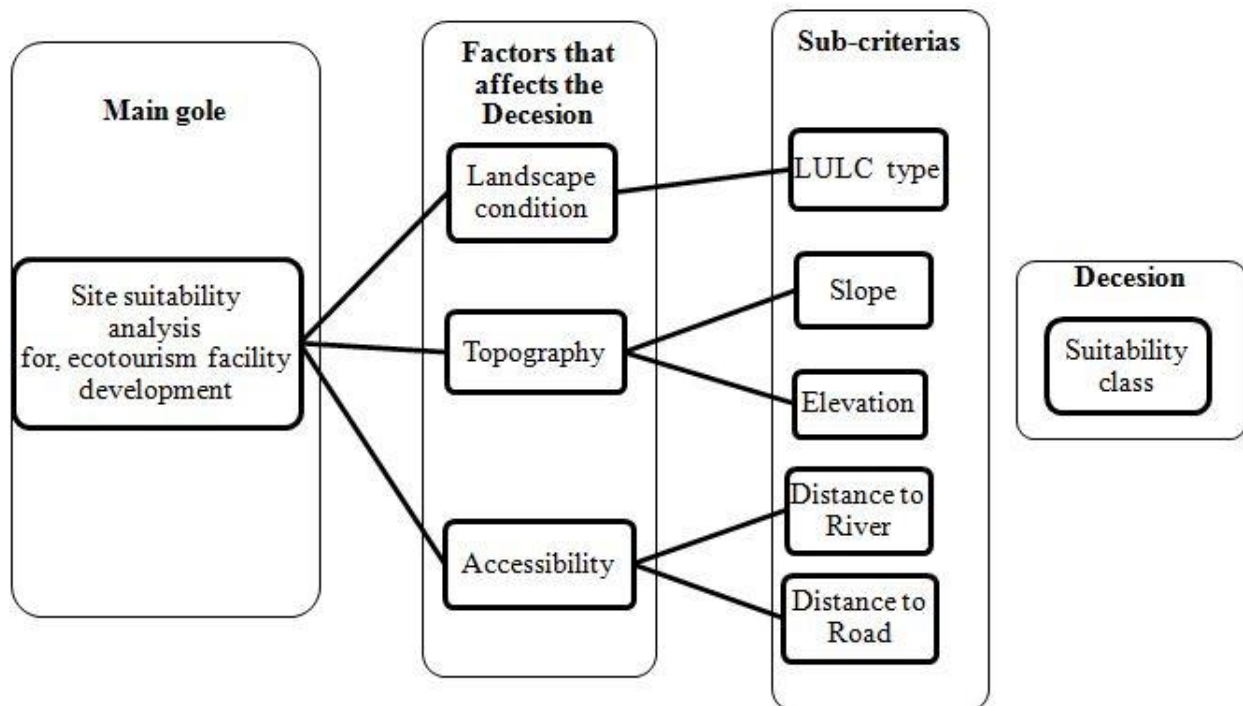 Main gole
Site suitability
analysis
for, ecotourism facility
development
Factors that
affects the
Decesion
Landscape
condition
Topography
Accessibility
Sub-criterias
LULC type
Slope
Elevation
Distance to
River
Distance to
Road
Decesion
Suitability
class